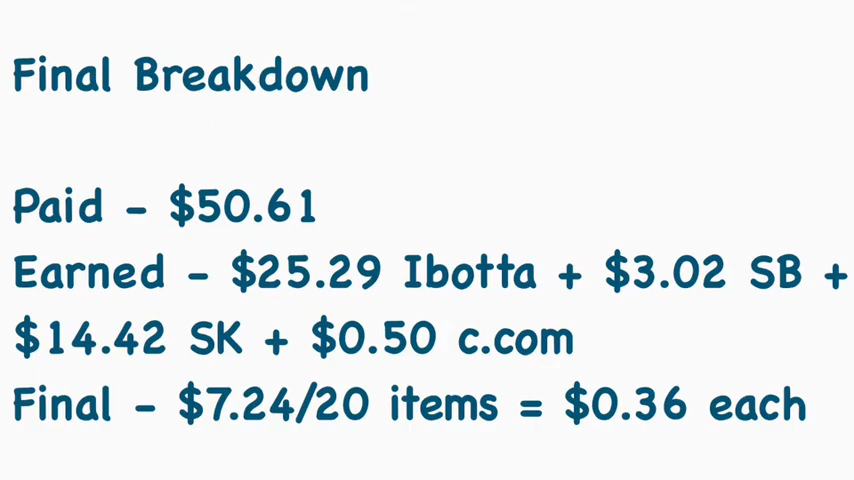 Final Breakdown
Paid - $50.61
Earned - $25.29 Ibotta + $3.02 SB +
$14.42 SK + $0.50 c.com
Final - $7.24/20 items = $0.36 each